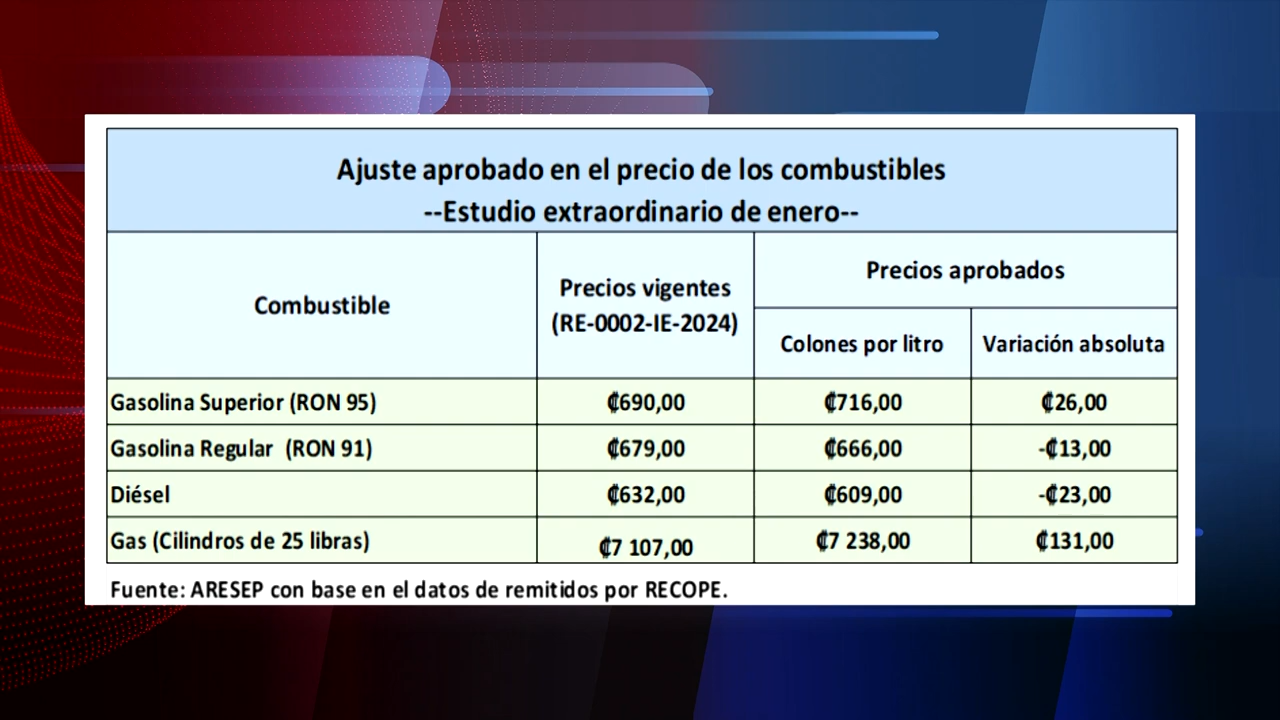 Ajuste aprobado en el precio de los combustibles
--Estudio extraordinario de enero--
Combustible
Precios vigentes
(RE-0002-IE-2024)
Precios aprobados
Colones por litro
Variación absoluta
Gasolina Superior (RON 95) ₡690,00 ₡716,00 ₡26,00
Gasolina Regular (RON 91) ₡679,00 ₡666,00 -₡13,00
Diésel ₡632,00 ₡609,00 -₡23,00
Gas (Cilindros de 25 libras) ₡7 107,00 ₡7 238,00 ₡131,00
Fuente: ARESEP con base en el datos de remitidos por RECOPE.